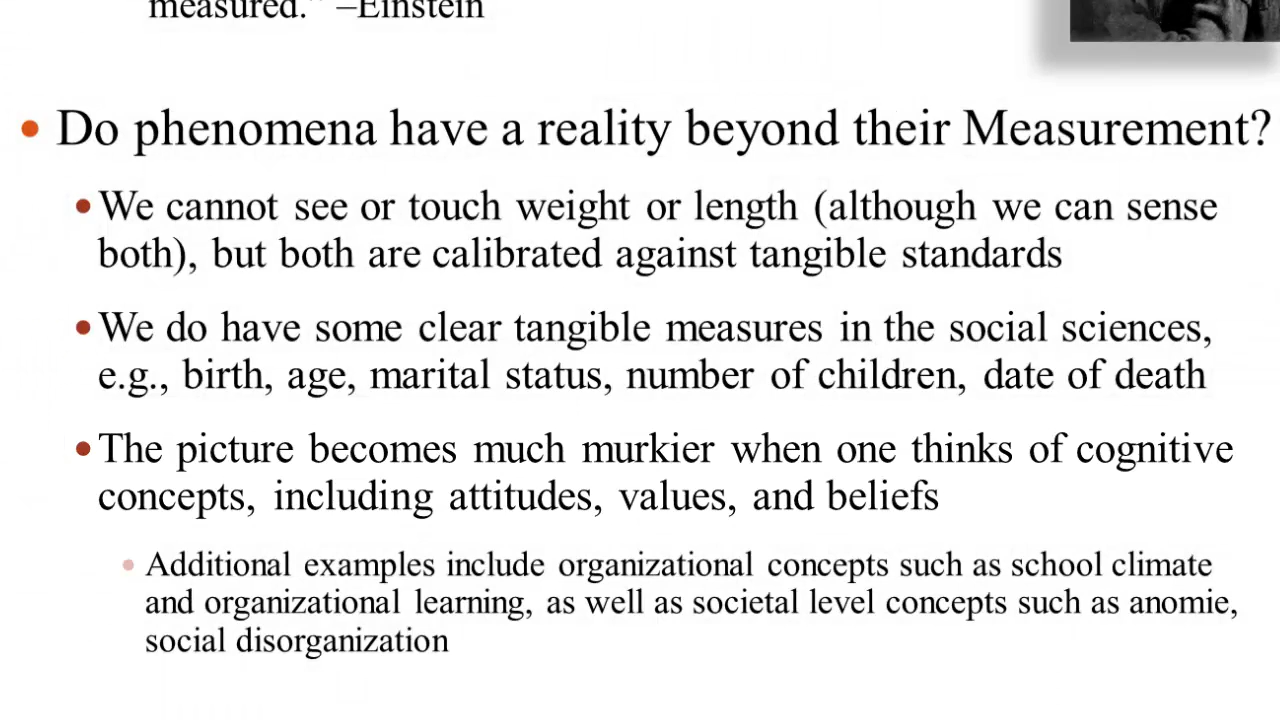 measured.” –Einstein
• Do phenomena have a reality beyond their Measurement?
• We cannot see or touch weight or length (although we can sense
both), but both are calibrated against tangible standards
• We do have some clear tangible measures in the social sciences,
e.g., birth, age, marital status, number of children, date of death
• The picture becomes much murkier when one thinks of cognitive
concepts, including attitudes, values, and beliefs
• Additional examples include organizational concepts such as school climate
and organizational learning, as well as societal level concepts such as anomie,
social disorganization